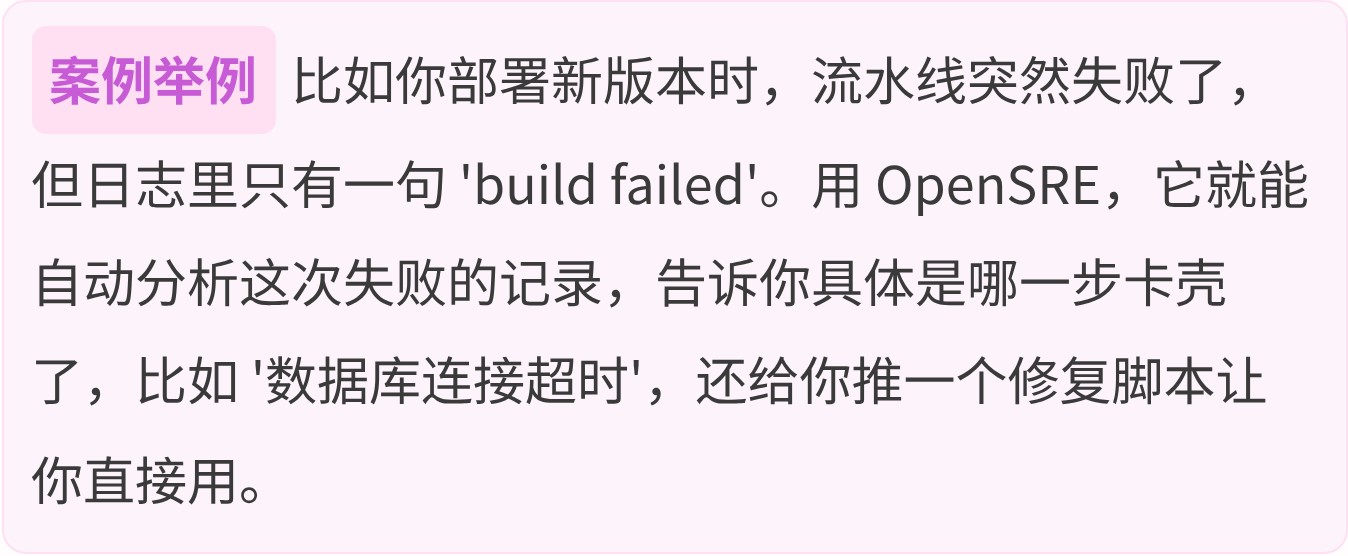 案例举例 比如你部署新版本时，流水线突然失败了，
但日志里只有一句 'build failed'。用 OpenSRE，它就能
自动分析这次失败的记录，告诉你具体是哪一步卡壳
了，比如 '数据库连接超时'，还给你推一个修复脚本让
你直接用。